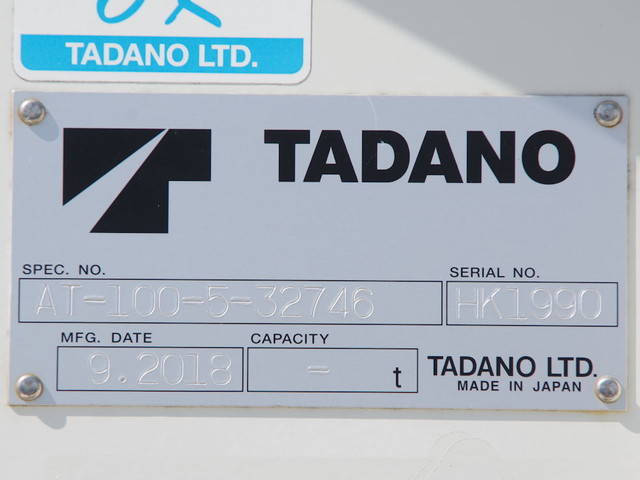 TADANO LTD.
TADANO
SPEC. NO.
SERIAL NO.
AT-100-5-32746
HK1990
MFG. DATE
CAPACITY
9.2018
- t
TADANO LTD.
MADE IN JAPAN